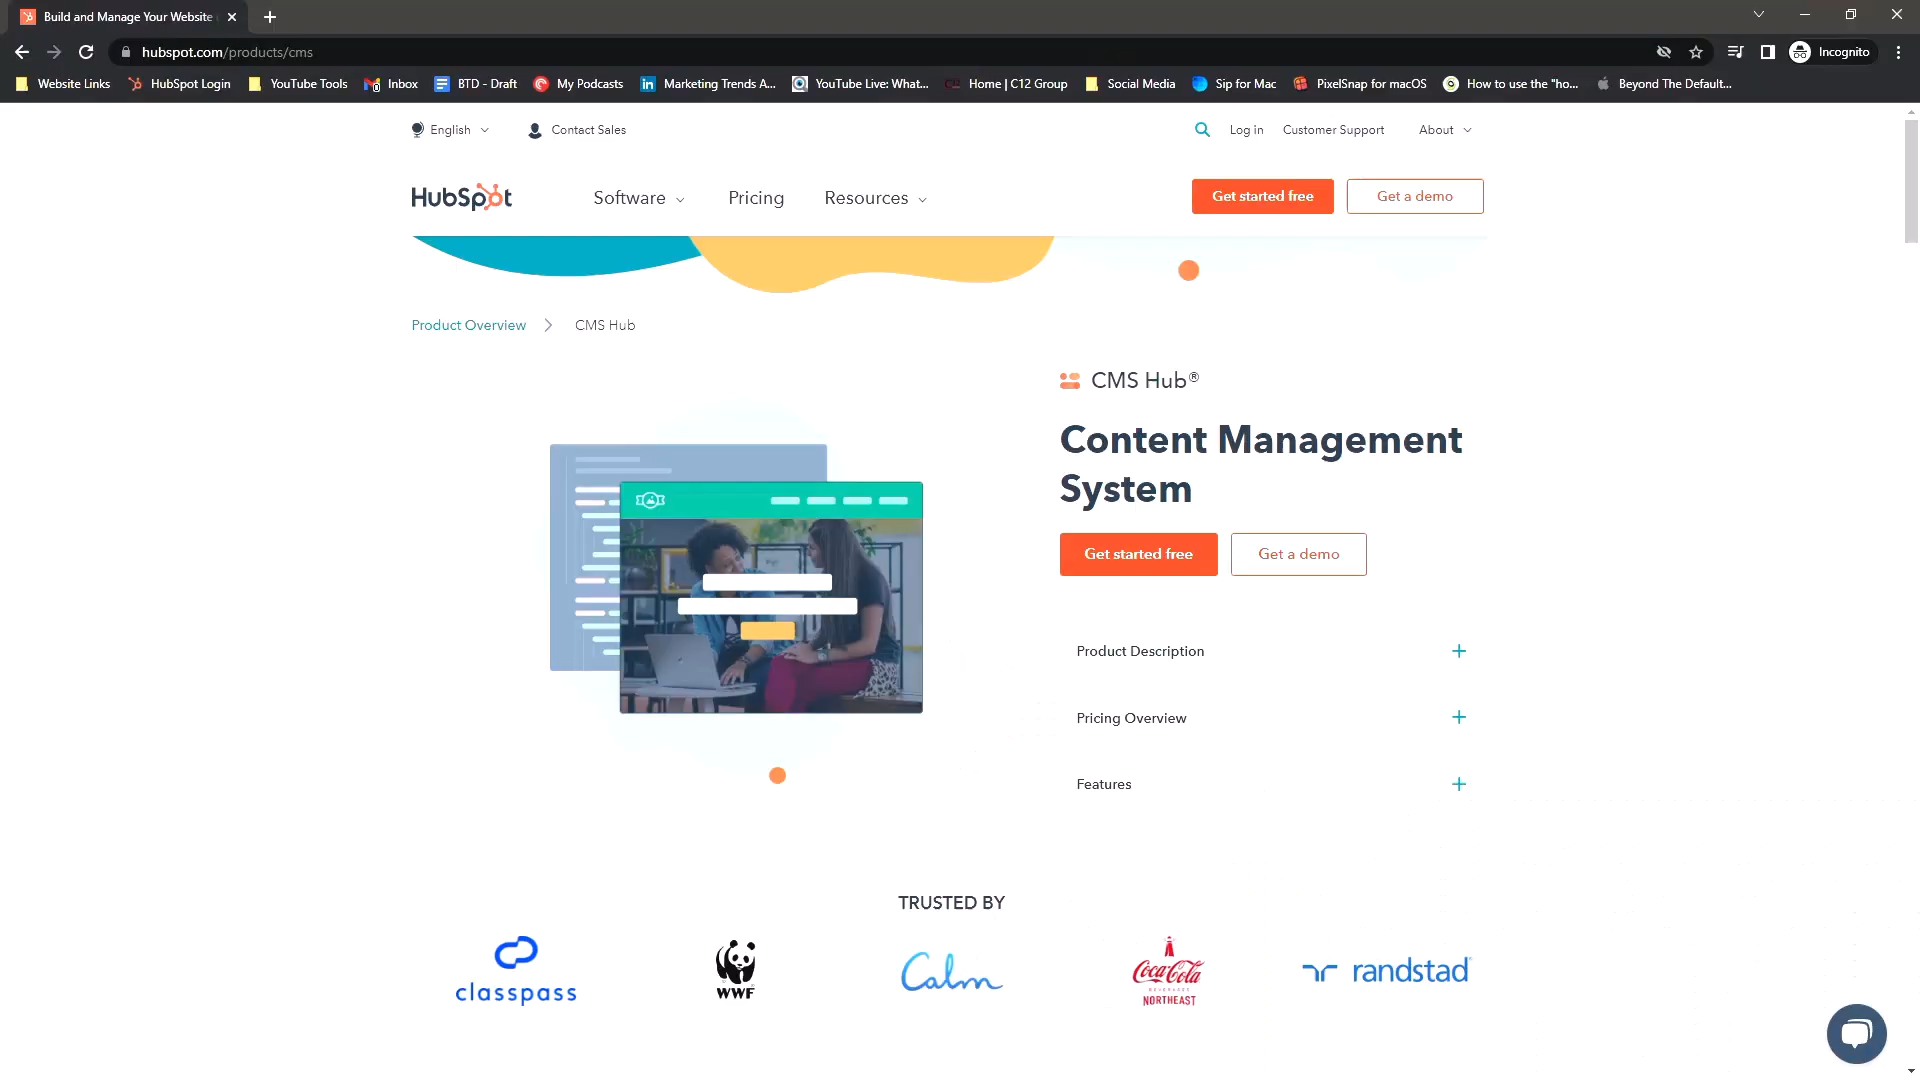 Build and Manage Your Website
hubspot.com/products/cms
Incognito
Website Links
HubSpot Login
YouTube Tools
Inbox
BTD - Draft
My Podcasts
Marketing Trends A...
YouTube Live: What...
Home | C12 Group
Social Media
Sip for Mac
PixelSnap for macOS
How to use the "ho...
Beyond The Default...
English
Contact Sales
Log in
Customer Support
About
HubSpot
Software
Pricing
Resources
Get started free
Get a demo
Product Overview
CMS Hub
CMS Hub®
Content Management
System
Get started free
Get a demo
Product Description
Pricing Overview
Features
TRUSTED BY
classpass
WWF
Calm
Coca-Cola
BEVERAGES
NORTHEAST
randstad